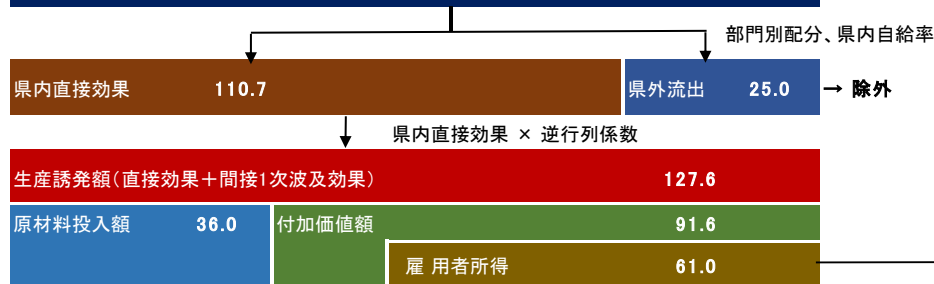 部門別配分、県内自給率
県内直接効果 110.7
県外流出 25.0
→ 除外
県内直接効果 × 逆行列係数
生産誘発額（直接効果＋間接1次波及効果） 127.6
原材料投入額 36.0
付加価値額 91.6
雇 用者所得 61.0